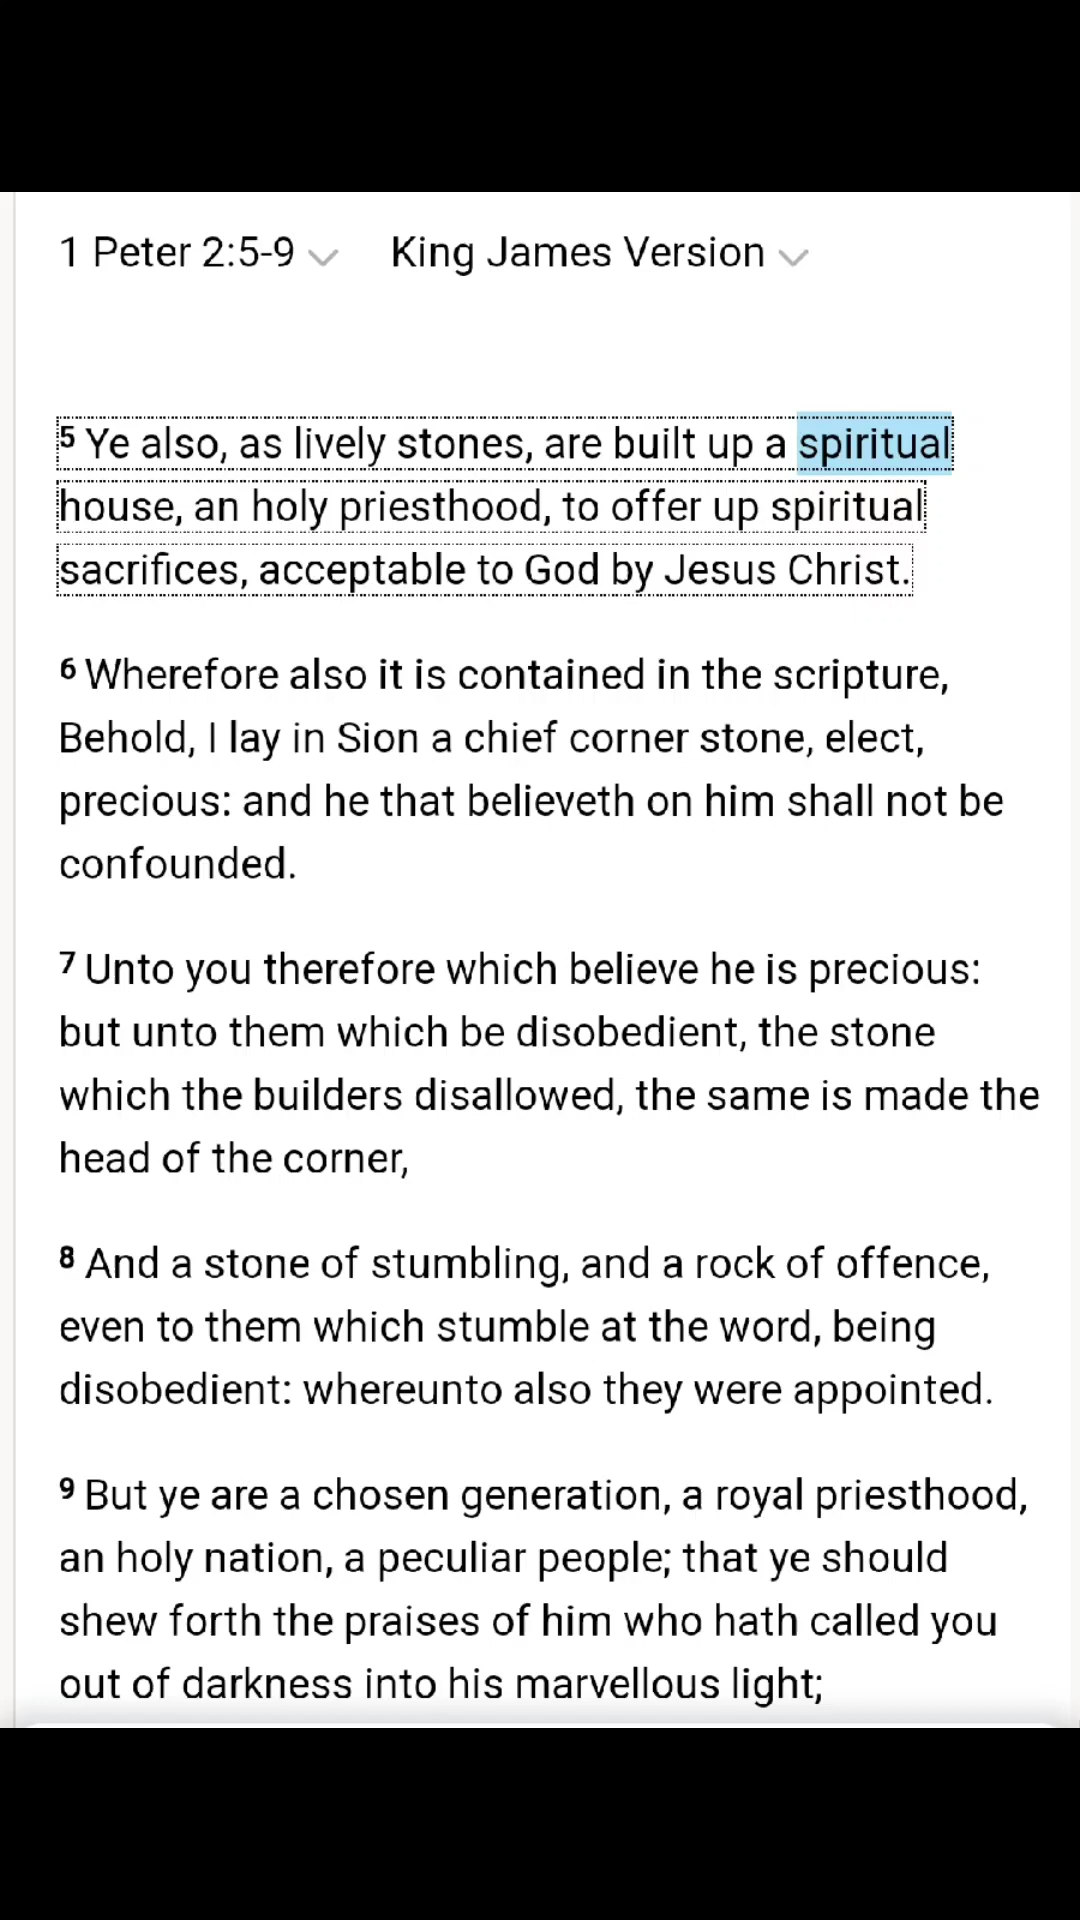 1 Peter 2:5-9 King James Version
5 Ye also, as lively stones, are built up a spiritual
house, an holy priesthood, to offer up spiritual
sacrifices, acceptable to God by Jesus Christ.
6 Wherefore also it is contained in the scripture,
Behold, I lay in Sion a chief corner stone, elect,
precious: and he that believeth on him shall not be
confounded.
7 Unto you therefore which believe he is precious:
but unto them which be disobedient, the stone
which the builders disallowed, the same is made the
head of the corner,
8 And a stone of stumbling, and a rock of offence,
even to them which stumble at the word, being
disobedient: whereunto also they were appointed.
9 But ye are a chosen generation, a royal priesthood,
an holy nation, a peculiar people; that ye should
shew forth the praises of him who hath called you
out of darkness into his marvellous light;